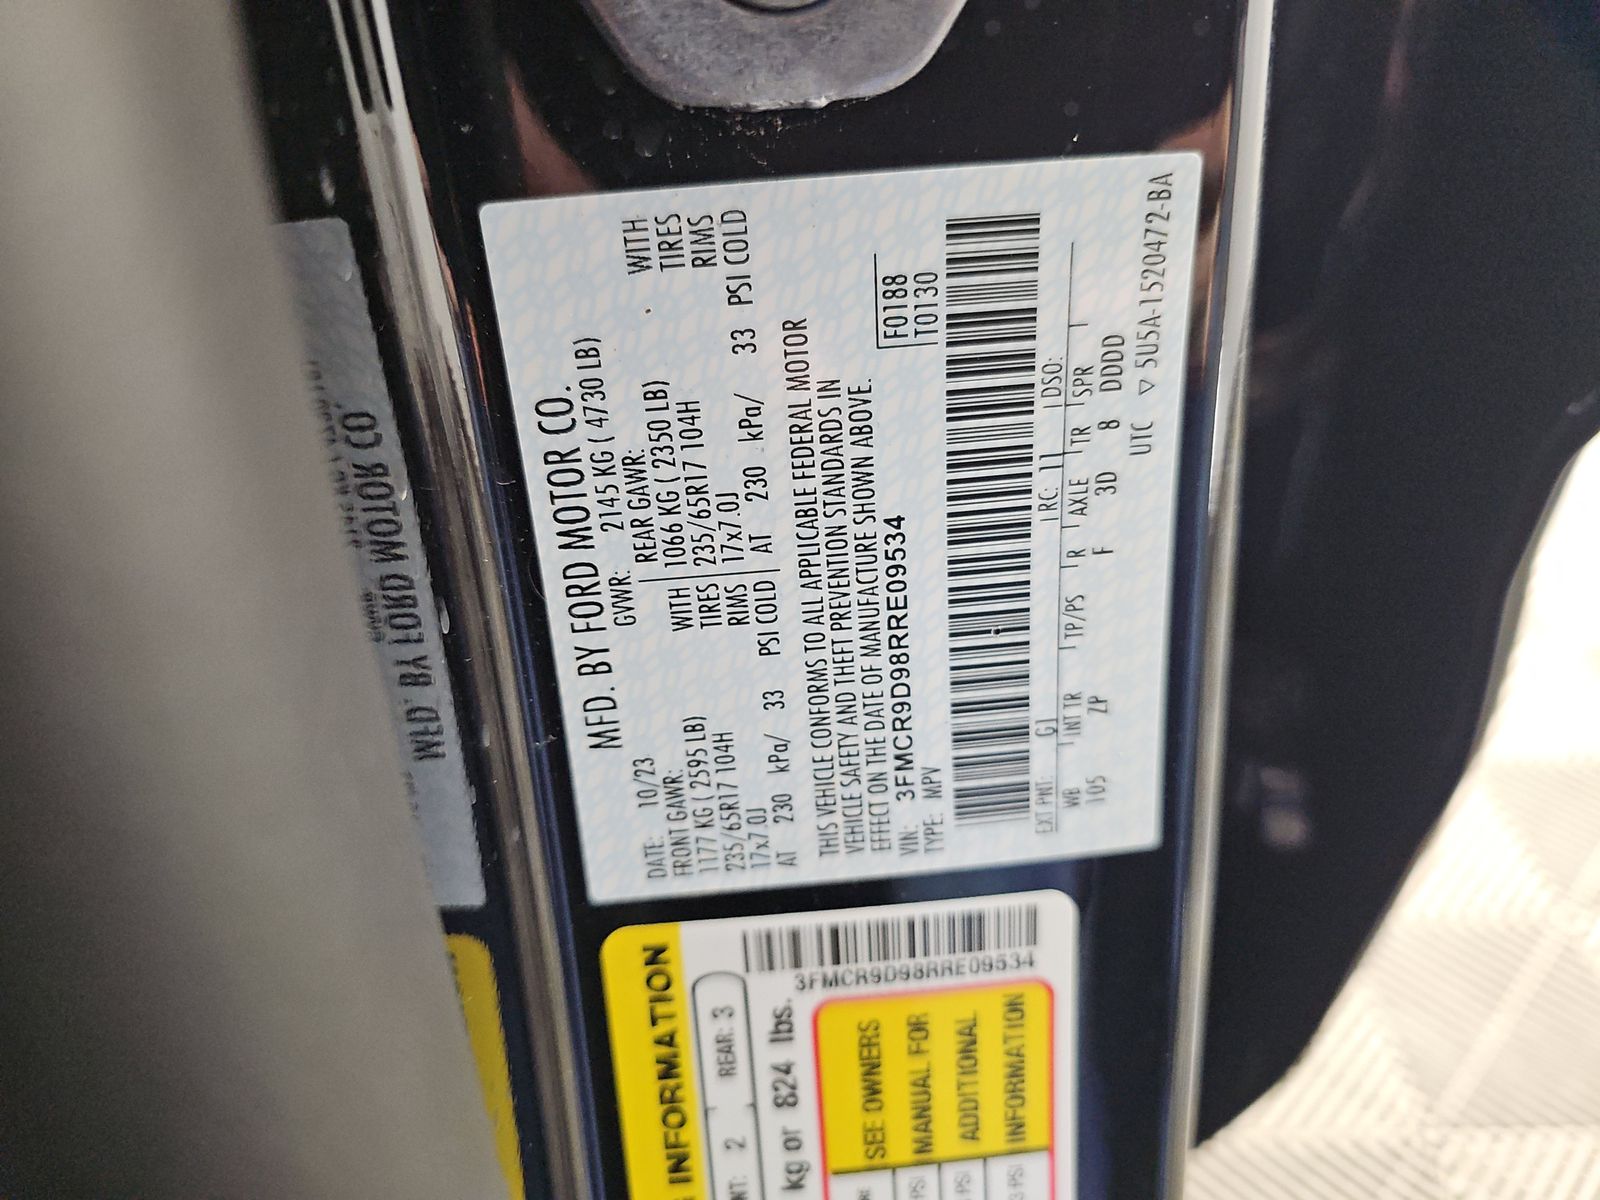 MFD. BY FORD MOTOR CO.
DATE: 10/23 GVWR: 2145 KG ( 4730 LB)
FRONT GAWR: REAR GAWR: WITH
1177 KG ( 2595 LB) WITH 1066 KG ( 2350 LB) TIRES
235/65R17 104H TIRES 235/65R17 104H RIMS
17x7.0J RIMS 17x7.0J
AT 230 kPa/ 33 PSI COLD AT 230 kPa/ 33 PSI COLD
THIS VEHICLE CONFORMS TO ALL APPLICABLE FEDERAL MOTOR
VEHICLE SAFETY AND THEFT PREVENTION STANDARDS IN
EFFECT ON THE DATE OF MANUFACTURE SHOWN ABOVE.
VIN: 3FMCR9D98RRE09534 F0188
TYPE: MPV T0130
EXT PNT: G1 RC: 11 DSO:
WB INT TR TP/PS R AXLE TR SPR
105 ZP F 3D 8 DDDD
UTC ▽ 5U5A-1520472-BA
INFORMATION
2 REAR: 3
kg or 824 lbs.
3FMCR9D98RRE09534
SEE OWNERS
MANUAL FOR
ADDITIONAL
INFORMATION